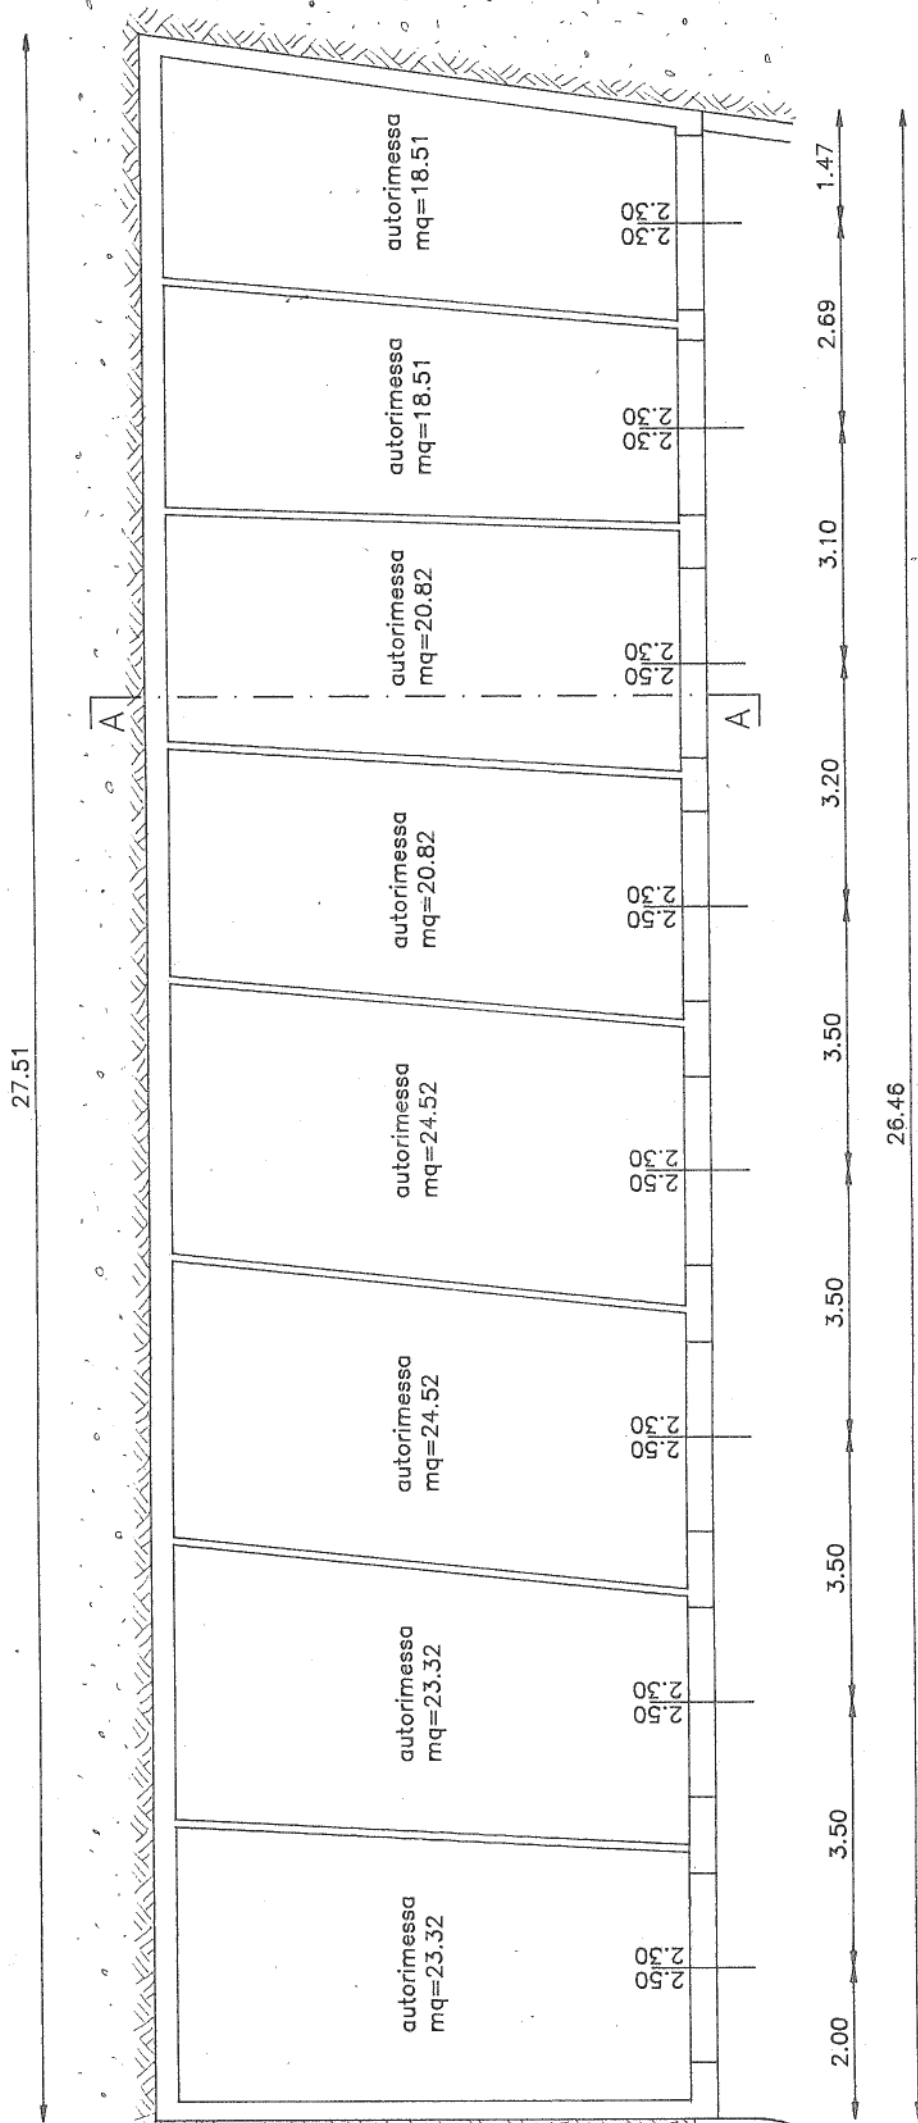 27.51
autorimessa
mq=18.51
2.30
2.30
autorimessa
mq=18.51
2.30
2.30
autorimessa
mq=20.82
2.30
2.50
A
A
autorimessa
mq=20.82
2.30
2.50
autorimessa
mq=24.52
2.30
2.50
autorimessa
mq=24.52
2.30
2.50
autorimessa
mq=23.32
2.30
2.50
autorimessa
mq=23.32
2.30
2.50
1.47
2.69
3.10
3.20
3.50
3.50
3.50
3.50
2.00
26.46